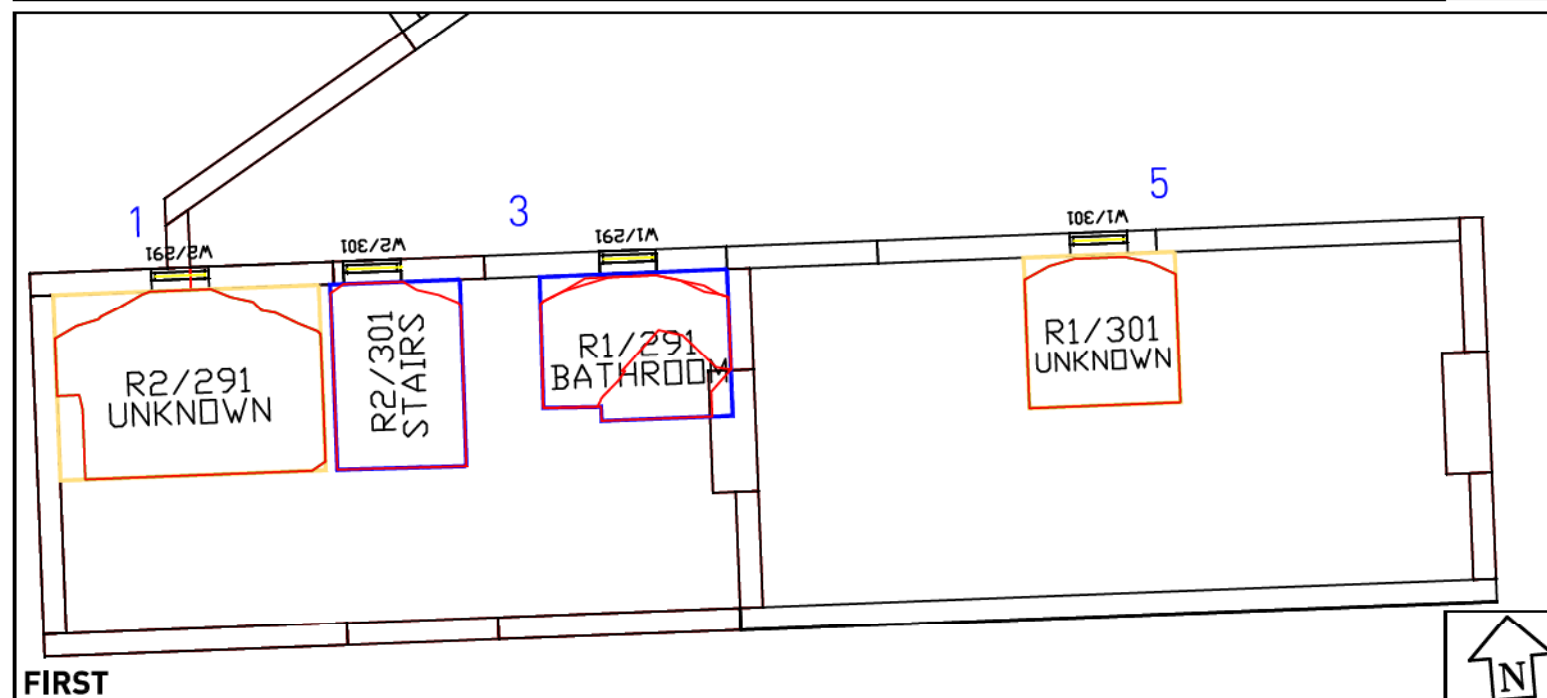 1
3
5
W2/291
W2/301
W1/291
W1/301
R2/291
UNKNOWN
R2/301
STAIRS
R1/291
BATHROOM
R1/301
UNKNOWN
FIRST
N